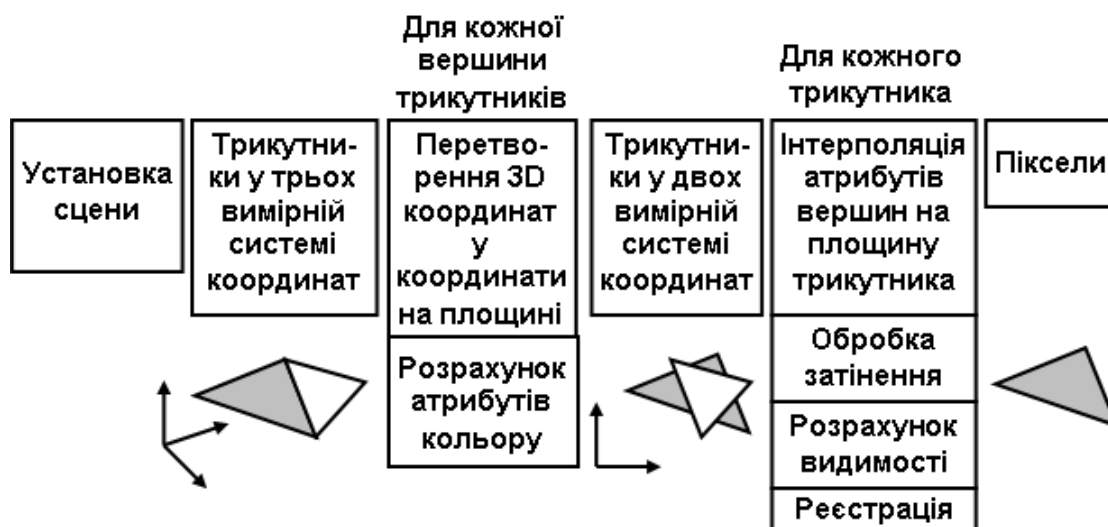 Для кожної
вершини
трикутників
Для кожного
трикутника
Установка
сцени
Трикутни-
ки у трьох
вимірній
системі
координат
Перетво-
рення 3D
координат
у
координати
на площині
Розрахунок
атрибутів
кольору
Трикутни-
ки у двох
вимірній
системі
координат
Інтерполяція
атрибутів
вершин на
площину
трикутника
Обробка
затінення
Розрахунок
видимості
Реєстрація
Піксели